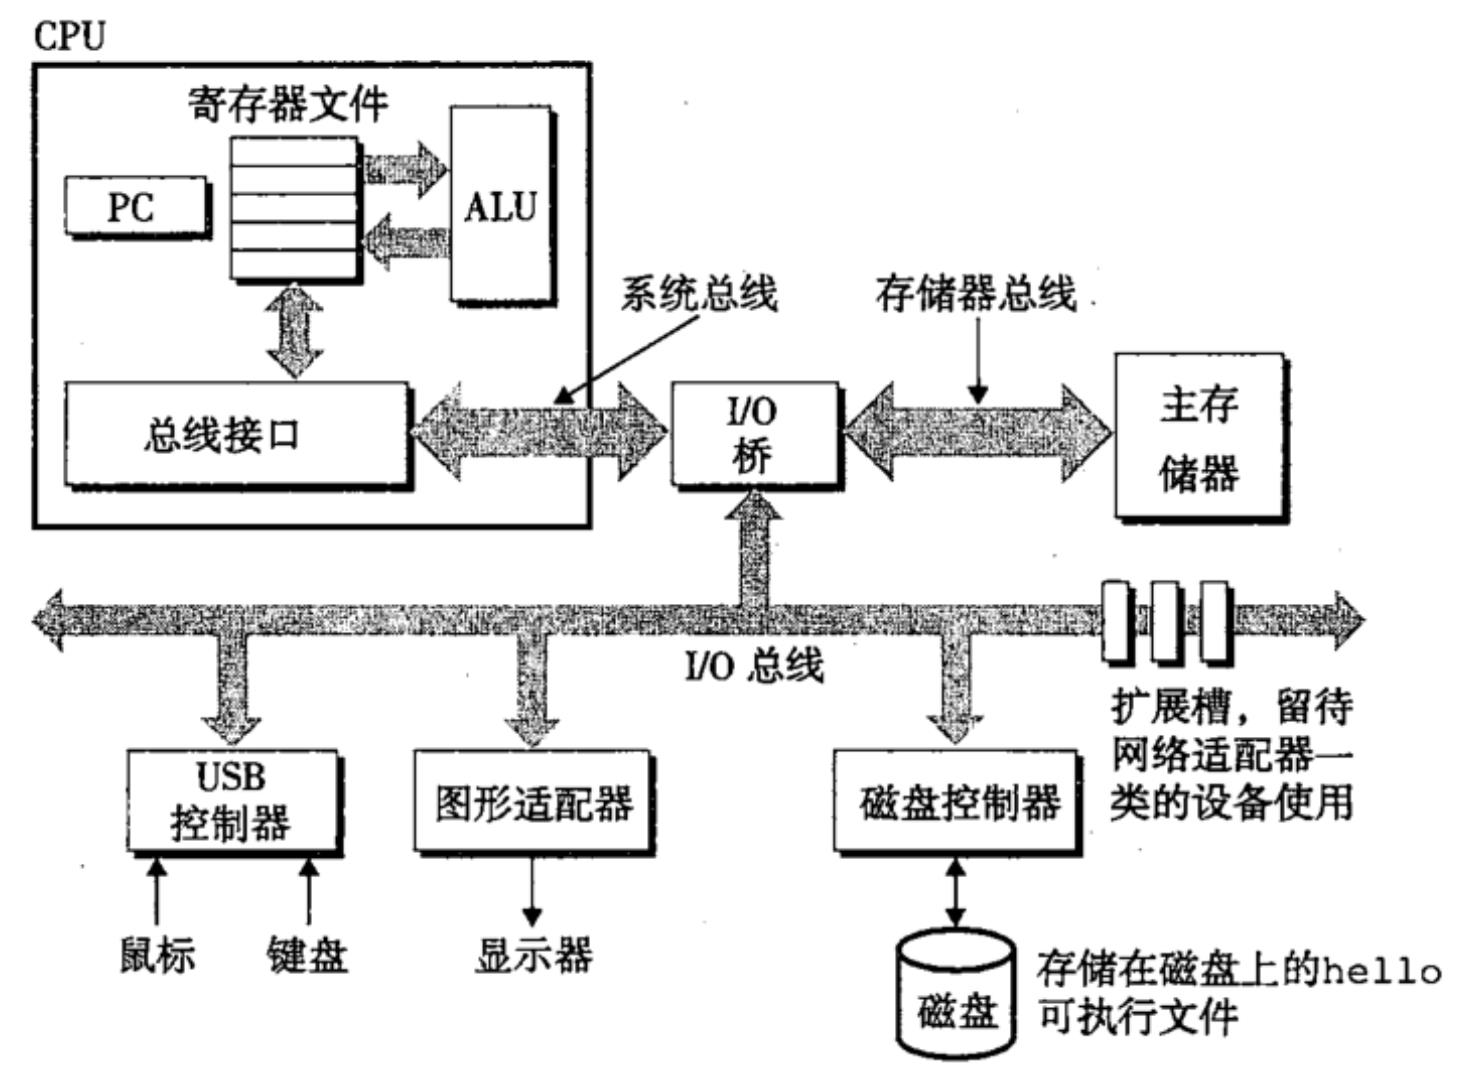 CPU
寄存器文件
PC
ALU
系统总线
存储器总线
总线接口
I/O
桥
主存
储器
I/O 总线
扩展槽，留待
网络适配器一
类的设备使用
USB
控制器
图形适配器
磁盘控制器
鼠标
键盘
显示器
磁盘
存储在磁盘上的hello
可执行文件